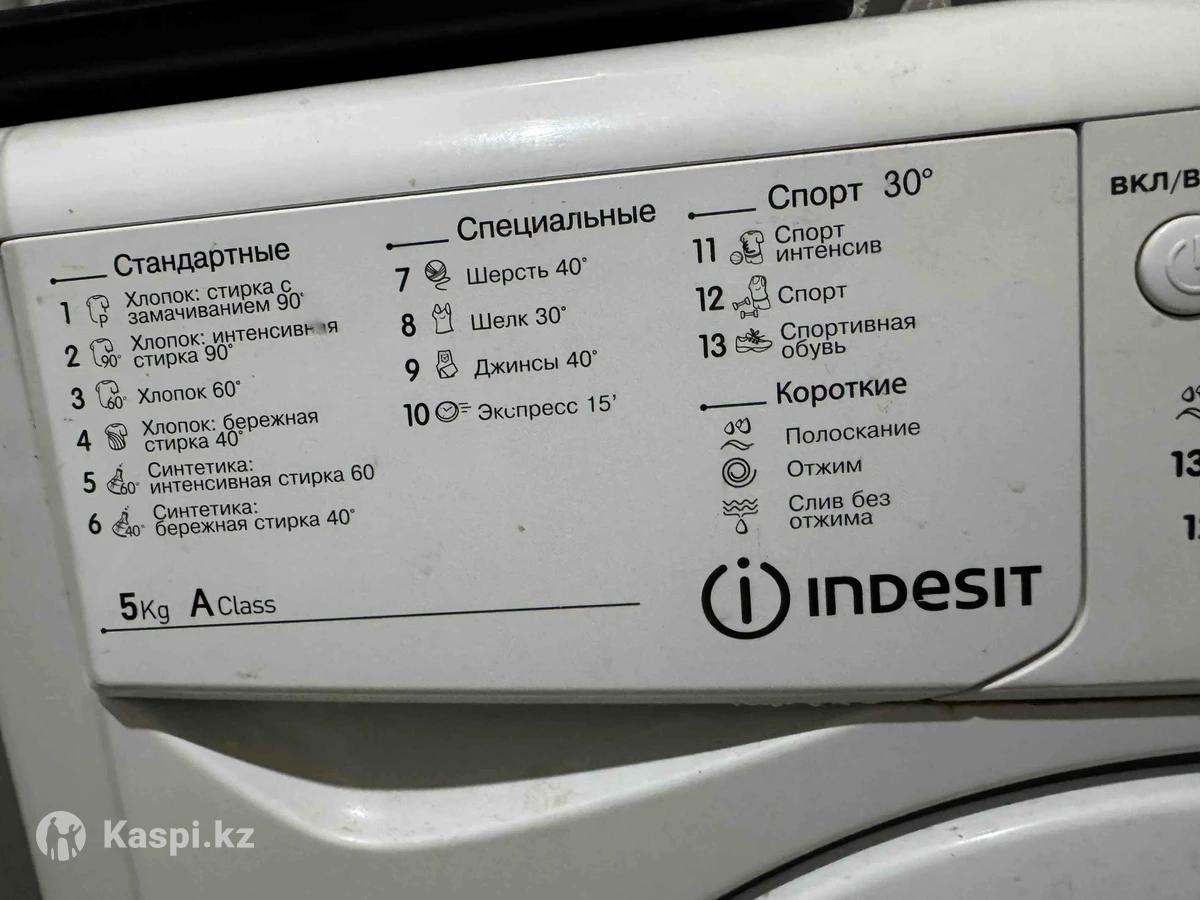 Стандартные
1 Хлопок: стирка с
замачиванием 90°
2 Хлопок: интенсивная
стирка 90°
3 Хлопок 60°
4 Хлопок: бережная
стирка 40°
5 Синтетика:
интенсивная стирка 60
6 Синтетика:
бережная стирка 40°
Специальные
7 Шерсть 40°
8 Шелк 30°
9 Джинсы 40°
10 Экспресс 15'
Спорт 30°
11 Спорт
интенсив
12 Спорт
13 Спортивная
обувь
Короткие
Полоскание
Отжим
Слив без
отжима
5Kg A Class
INDESIT
ВКЛ/В
13
Kaspi.kz